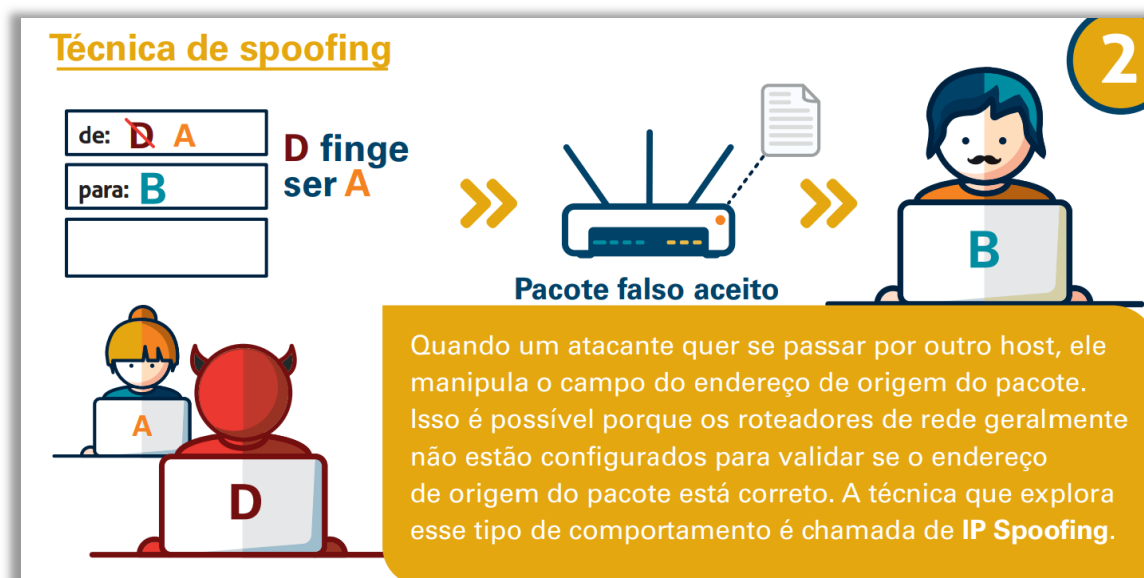 Técnica de spoofing
2
de: D A
para: B
D finge
ser A
Pacote falso aceito
B
A
D
Quando um atacante quer se passar por outro host, ele
manipula o campo do endereço de origem do pacote.
Isso é possível porque os roteadores de rede geralmente
não estão configurados para validar se o endereço
de origem do pacote está correto. A técnica que explora
esse tipo de comportamento é chamada de IP Spoofing.